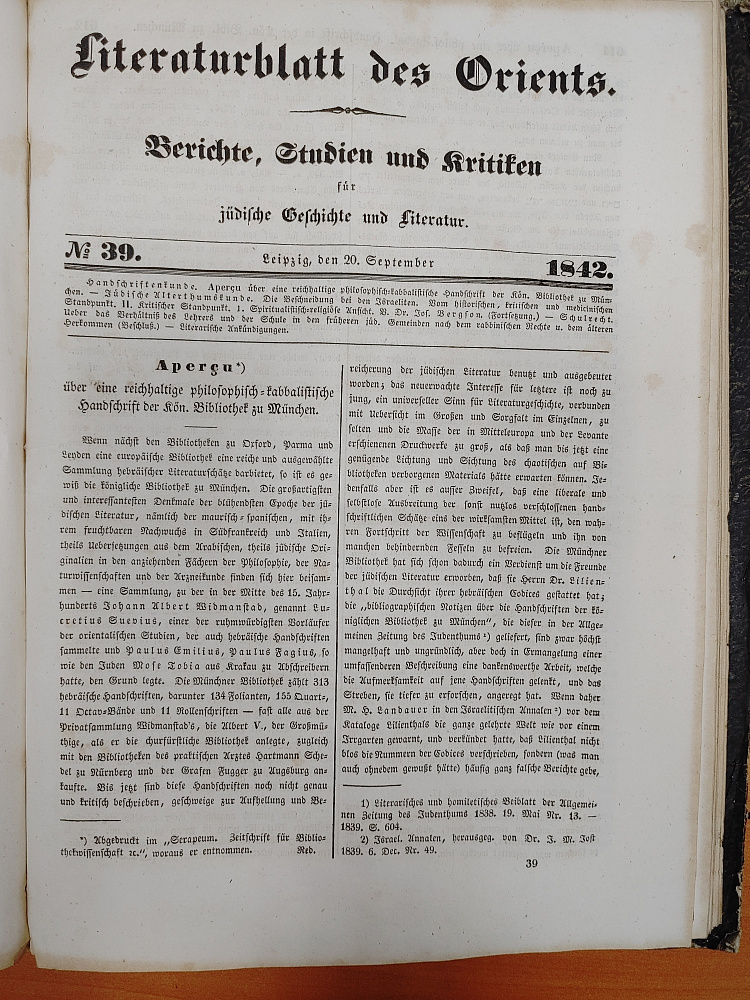 Literaturblatt des Orients.
Berichte, Studien und Kritiken
für
jüdische Geschichte und Literatur.
№ 39.
Leipzig, den 20. September
1842.
Handschriftenkunde. Aperçu über eine reichhaltige philosophisch-kabbalistische Handschrift der Kön. Bibliothek zu Mün-
chen. — Jüdische Alterthumskunde. Die Beschneidung bei den Israeliten. Vom historischen, kritischen und medicinischen
Standpunkt. II. Kritischer Standpunkt. 1. Spiritualistisch-religiöse Ansicht. V. Dr. Jos. Bergson. (Fortsetzung.) — Schulrecht.
Ueber das Verhältniß des Lehrers und der Schule in den früheren jüd. Gemeinden nach dem rabbinischen Rechte u. dem älteren
Herkommen (Beschluß.) — Literarische Ankündigungen.
Aperçu*)
über eine reichhaltige philosophisch-kabbalistische
Handschrift der Kön. Bibliothek zu München.
Wenn nächst den Bibliotheken zu Oxford, Parma und
Leyden eine europäische Bibliothek eine reiche und ausgewählte
Sammlung hebräischer Literaturschätze darbietet, so ist es ge-
wiß die königliche Bibliothek zu München. Die großartigsten
und interessantesten Denkmale der blühendsten Epoche der jü-
dischen Literatur, nämlich der maurisch-spanischen, mit ih-
rem fruchtbaren Nachwuchs in Südfrankreich und Italien,
theils Uebersetzungen aus dem Arabischen, theils jüdische Ori-
ginalien in den anziehenden Fächern der Philosophie, der Na-
turwissenschaften und der Arzneikunde finden sich hier beisam-
men — eine Sammlung, zu der in der Mitte des 15. Jahr-
hunderts Johann Albert Widmanstad, genannt Lu-
cretius Suevius, einer der ruhmwürdigsten Vorläufer
der orientalischen Studien, der auch hebräische Handschriften
sammelte und Paulus Emilius, Paulus Fagius, so
wie den Juden Mose Tobia aus Krakau zu Abschreibern
hatte, den Grund legte. Die Münchner Bibliothek zählt 313
hebräische Handschriften, darunter 134 Folianten, 155 Quart-,
11 Octav-Bände und 11 Rollenschriften — fast alle aus der
Privatsammlung Widmanstad's, die Albert V., der Großmü-
thige, als er die churfürstliche Bibliothek anlegte, zugleich
mit den Bibliotheken des praktischen Arztes Hartmann Sche-
del zu Nürnberg und der Grafen Fugger zu Augsburg an-
kaufte. Bis jetzt sind diese Handschriften noch nicht genau
und kritisch beschrieben, geschweige zur Aufhellung und Be-
*) Abgedruckt im „Serapeum. Zeitschrift für Biblio-
thekwissenschaft ꝛc.“, woraus er entnommen. Red.
reicherung der jüdischen Literatur benutzt und ausgebeutet
worden; das neuerwachte Interesse für letztere ist noch zu
jung, ein universeller Sinn für Literaturgeschichte, verbunden
mit Uebersicht im Großen und Sorgfalt im Einzelnen, zu
selten und die Masse der in Mitteleuropa und der Levante
erschienenen Druckwerke zu groß, als daß man bis jetzt eine
genügende Lichtung und Sichtung des chaotischen auf Bi-
bliotheken verborgenen Materials hätte erwarten können. Je-
denfalls aber ist es ausser Zweifel, daß eine liberale und
selbstlose Ausbreitung der sonst nutzlos verschlossenen hand-
schriftlichen Schätze eins der wirksamsten Mittel ist, den wah-
ren Fortschritt der Wissenschaft zu beflügeln und ihn von
manchen behindernden Fesseln zu befreien. Die Münchner
Bibliothek hat sich schon dadurch ein Verdienst um die Freunde
der jüdischen Literatur erworben, daß sie Herrn Dr. Lilien-
thal die Durchsicht ihrer hebräischen Codices gestattet hat;
die „bibliographischen Notizen über die Handschriften der kö-
niglichen Bibliothek zu München“, die dieser in der Allge-
meinen Zeitung des Judenthums ¹) geliefert, sind zwar höchst
mangelhaft und ungründlich, aber doch in Ermangelung einer
umfassenderen Beschreibung eine dankenswerthe Arbeit, welche
die Aufmerksamkeit auf jene Handschriften gelenkt, und das
Streben, sie tiefer zu erforschen, angeregt hat. Wenn daher
M. H. Landauer in den Israelitischen Annalen ²) vor dem
Kataloge Lilienthals die ganze gelehrte Welt wie vor einem
Irrgarten gewarnt, und verkündet hatte, daß Lilienthal nicht
blos die Nummern der Codices verschrieben, sondern (was man
auch ohnedem gewußt hätte) häufig ganz falsche Berichte gebe,
1) Literarisches und homiletisches Beiblatt der Allgemei-
nen Zeitung des Judenthums 1838. 19. Mai Nr. 13. —
1839. S. 604.
2) Israel. Annalen, herausgeg. von Dr. J. M. Jost
1839. 6. Dec. Nr. 49.
39